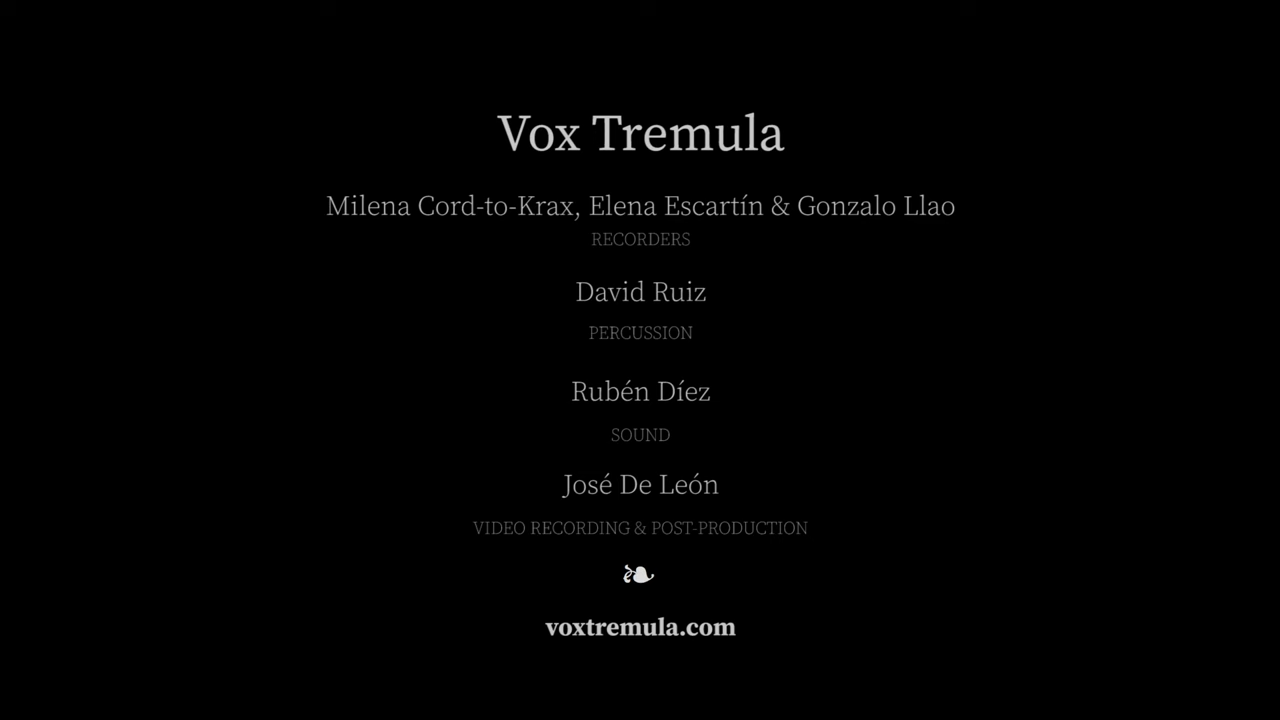 Vox Tremula
Milena Cord-to-Krax, Elena Escartín & Gonzalo Llao
RECORDERS
David Ruiz
PERCUSSION
Rubén Díez
SOUND
José De León
VIDEO RECORDING & POST-PRODUCTION
❧
voxtremula.com